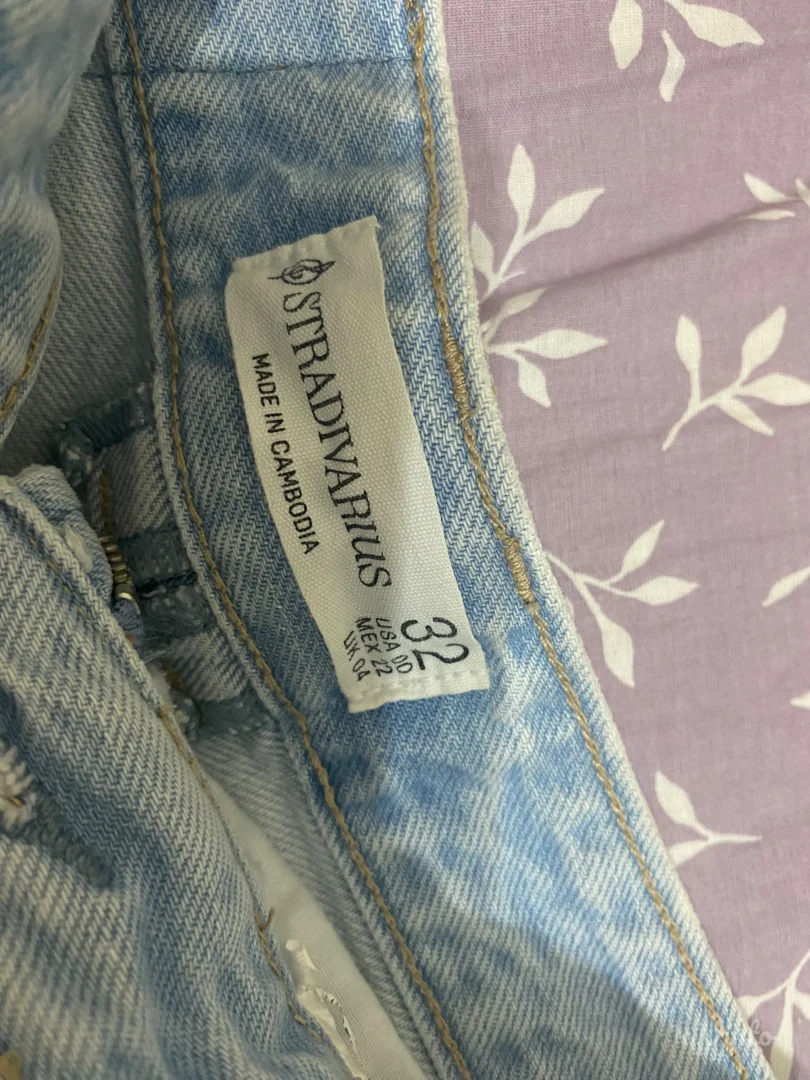 STRADIVARIUS
MADE IN CAMBODIA
32
USA 00
MEX 22
UK 04